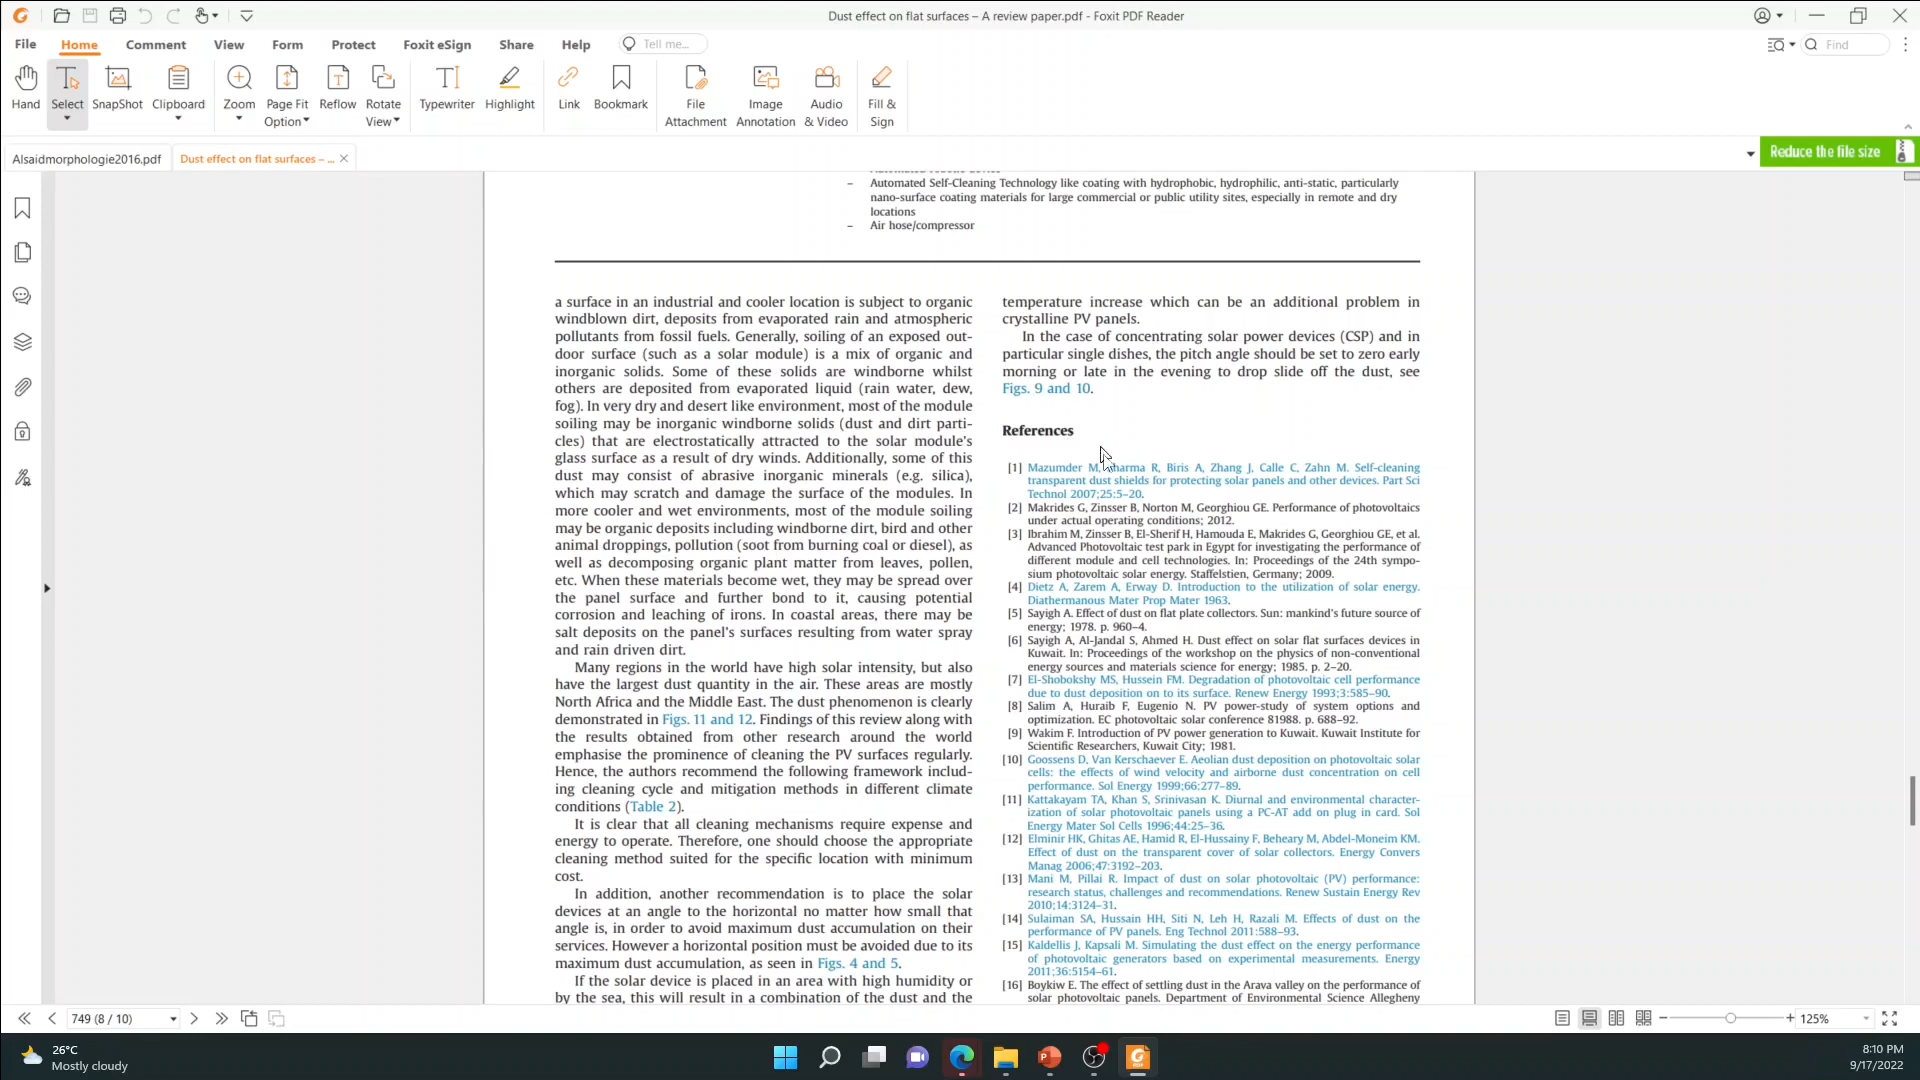 Dust effect on flat surfaces – A review paper.pdf - Foxit PDF Reader
File Home Comment View Form Protect Foxit eSign Share Help Tell me... Find
Hand Select SnapShot Clipboard Zoom Page Fit Option Reflow Rotate View Typewriter Highlight Link Bookmark File Attachment Image Annotation Audio & Video Fill & Sign
Alsaidmorphologie2016.pdf Dust effect on flat surfaces – ... Reduce the file size
– Automated Self-Cleaning Technology like coating with hydrophobic, hydrophilic, anti-static, particularly
nano-surface coating materials for large commercial or public utility sites, especially in remote and dry
locations
– Air hose/compressor
a surface in an industrial and cooler location is subject to organic
windblown dirt, deposits from evaporated rain and atmospheric
pollutants from fossil fuels. Generally, soiling of an exposed out-
door surface (such as a solar module) is a mix of organic and
inorganic solids. Some of these solids are windborne whilst
others are deposited from evaporated liquid (rain water, dew,
fog). In very dry and desert like environment, most of the module
soiling may be inorganic windborne solids (dust and dirt parti-
cles) that are electrostatically attracted to the solar module's
glass surface as a result of dry winds. Additionally, some of this
dust may consist of abrasive inorganic minerals (e.g. silica),
which may scratch and damage the surface of the modules. In
more cooler and wet environments, most of the module soiling
may be organic deposits including windborne dirt, bird and other
animal droppings, pollution (soot from burning coal or diesel), as
well as decomposing organic plant matter from leaves, pollen,
etc. When these materials become wet, they may be spread over
the panel surface and further bond to it, causing potential
corrosion and leaching of irons. In coastal areas, there may be
salt deposits on the panel's surfaces resulting from water spray
and rain driven dirt.
Many regions in the world have high solar intensity, but also
have the largest dust quantity in the air. These areas are mostly
North Africa and the Middle East. The dust phenomenon is clearly
demonstrated in Figs. 11 and 12. Findings of this review along with
the results obtained from other research around the world
emphasise the prominence of cleaning the PV surfaces regularly.
Hence, the authors recommend the following framework includ-
ing cleaning cycle and mitigation methods in different climate
conditions (Table 2).
It is clear that all cleaning mechanisms require expense and
energy to operate. Therefore, one should choose the appropriate
cleaning method suited for the specific location with minimum
cost.
In addition, another recommendation is to place the solar
devices at an angle to the horizontal no matter how small that
angle is, in order to avoid maximum dust accumulation on their
services. However a horizontal position must be avoided due to its
maximum dust accumulation, as seen in Figs. 4 and 5.
If the solar device is placed in an area with high humidity or
by the sea, this will result in a combination of the dust and the
temperature increase which can be an additional problem in
crystalline PV panels.
In the case of concentrating solar power devices (CSP) and in
particular single dishes, the pitch angle should be set to zero early
morning or late in the evening to drop slide off the dust, see
Figs. 9 and 10.
References
[1] Mazumder M, Sharma R, Biris A, Zhang J, Calle C, Zahn M. Self-cleaning
transparent dust shields for protecting solar panels and other devices. Part Sci
Technol 2007;25:5–20.
[2] Makrides G, Zinsser B, Norton M, Georghiou GE. Performance of photovoltaics
under actual operating conditions; 2012.
[3] Ibrahim M, Zinsser B, El-Sherif H, Hamouda E, Makrides G, Georghiou GE, et al.
Advanced Photovoltaic test park in Egypt for investigating the performance of
different module and cell technologies. In: Proceedings of the 24th sympo-
sium photovoltaic solar energy. Staffelstien, Germany; 2009.
[4] Dietz A, Zarem A, Erway D. Introduction to the utilization of solar energy.
Diathermanous Mater Prop Mater 1963.
[5] Sayigh A. Effect of dust on flat plate collectors. Sun: mankind's future source of
energy; 1978. p. 960–4.
[6] Sayigh A, Al-Jandal S, Ahmed H. Dust effect on solar flat surfaces devices in
Kuwait. In: Proceedings of the workshop on the physics of non-conventional
energy sources and materials science for energy; 1985. p. 2–20.
[7] El-Shobokshy MS, Hussein FM. Degradation of photovoltaic cell performance
due to dust deposition on to its surface. Renew Energy 1993;3:585–90.
[8] Salim A, Huraib F, Eugenio N. PV power-study of system options and
optimization. EC photovoltaic solar conference 81988. p. 688–92.
[9] Wakim F. Introduction of PV power generation to Kuwait. Kuwait Institute for
Scientific Researchers, Kuwait City; 1981.
[10] Goossens D, Van Kerschaever E. Aeolian dust deposition on photovoltaic solar
cells: the effects of wind velocity and airborne dust concentration on cell
performance. Sol Energy 1999;66:277–89.
[11] Kattakayam TA, Khan S, Srinivasan K. Diurnal and environmental character-
ization of solar photovoltaic panels using a PC-AT add on plug in card. Sol
Energy Mater Sol Cells 1996;44:25–36.
[12] Elminir HK, Ghitas AE, Hamid R, El-Hussainy F, Beheary M, Abdel-Moneim KM.
Effect of dust on the transparent cover of solar collectors. Energy Convers
Manag 2006;47:3192–203.
[13] Mani M, Pillai R. Impact of dust on solar photovoltaic (PV) performance:
research status, challenges and recommendations. Renew Sustain Energy Rev
2010;14:3124–31.
[14] Sulaiman SA, Hussain HH, Siti N, Leh H, Razali M. Effects of dust on the
performance of PV panels. Eng Technol 2011:588–93.
[15] Kaldellis J, Kapsali M. Simulating the dust effect on the energy performance
of photovoltaic generators based on experimental measurements. Energy
2011;36:5154–61.
[16] Boykiw E. The effect of settling dust in the Arava valley on the performance of
solar photovoltaic panels. Department of Environmental Science Allegheny
749 (8 / 10) 125%
26°C
Mostly cloudy
8:10 PM
9/17/2022